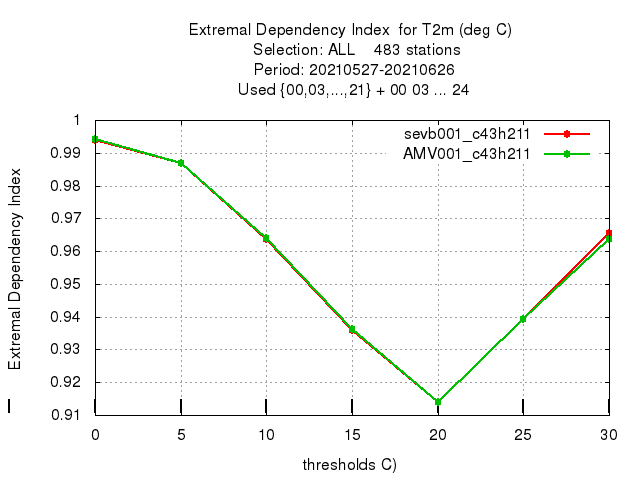 Extremal Dependency Index  for T2m (deg C)
Selection: ALL    483 stations
Period: 20210527-20210626
Used {00,03,...,21} + 00 03 ... 24
sevb001_c43h211
AMV001_c43h211
Extremal Dependency Index
1
0.99
0.98
0.97
0.96
0.95
0.94
0.93
0.92
0.91
0 5 10 15 20 25 30
thresholds C)